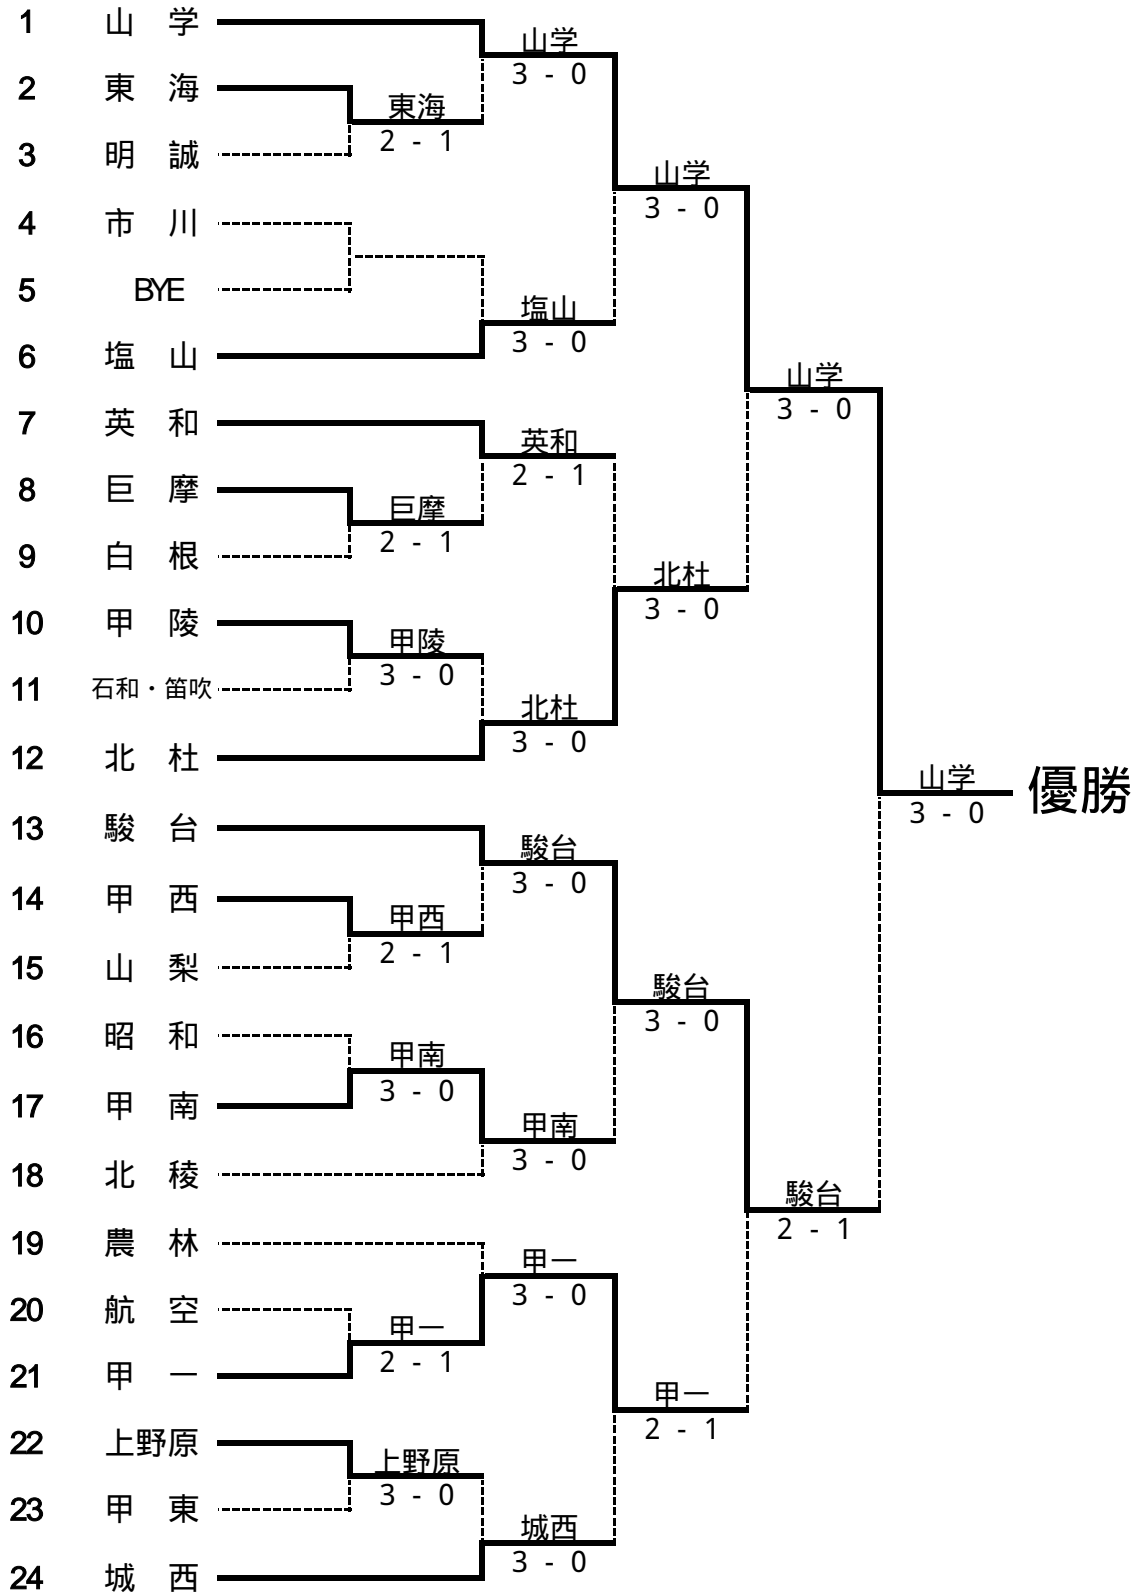 1 山 学
山学
3 - 0
2 東 海
東海
2 - 1
3 明 誠
山学
3 - 0
4 市 川
5 BYE
塩山
3 - 0
6 塩 山
山学
3 - 0
7 英 和
英和
2 - 1
8 巨 摩
巨摩
2 - 1
9 白 根
北杜
3 - 0
10 甲 陵
甲陵
3 - 0
11 石和・笛吹
北杜
3 - 0
12 北 杜
山学
3 - 0
優勝
13 駿 台
駿台
3 - 0
14 甲 西
甲西
2 - 1
15 山 梨
駿台
3 - 0
16 昭 和
甲南
3 - 0
17 甲 南
甲南
3 - 0
18 北 稜
駿台
2 - 1
19 農 林
甲一
3 - 0
20 航 空
甲一
2 - 1
21 甲 一
甲一
2 - 1
22 上野原
上野原
3 - 0
23 甲 東
城西
3 - 0
24 城 西